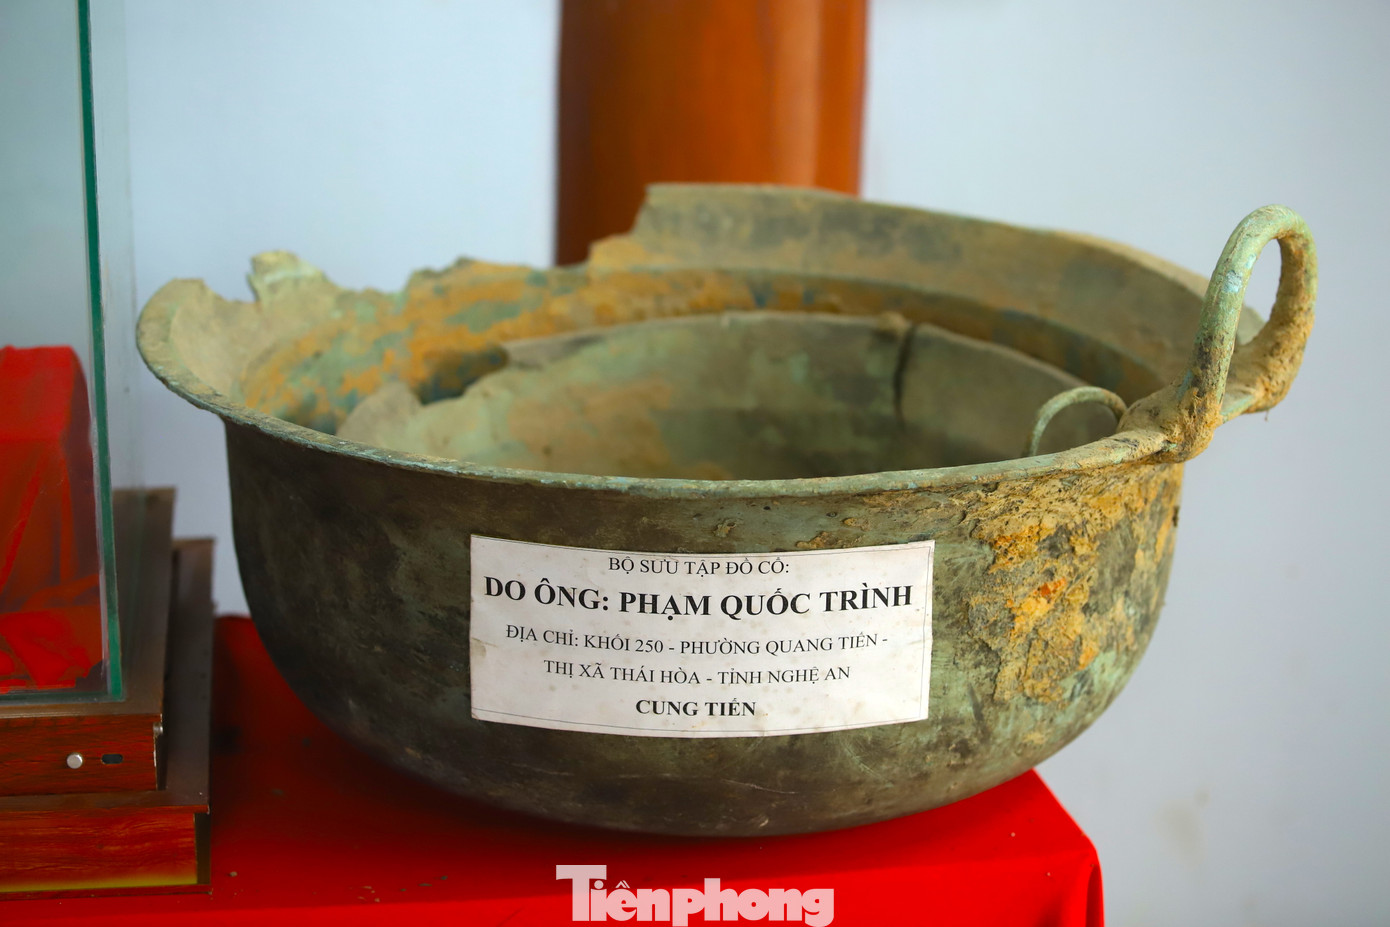 BỘ SƯU TẬP ĐỒ CỔ:
DO ÔNG: PHẠM QUỐC TRÌNH
ĐỊA CHỈ: KHỐI 250 - PHƯỜNG QUANG TIẾN -
THỊ XÃ THÁI HÒA - TỈNH NGHỆ AN
CUNG TIẾN
Tiênphong